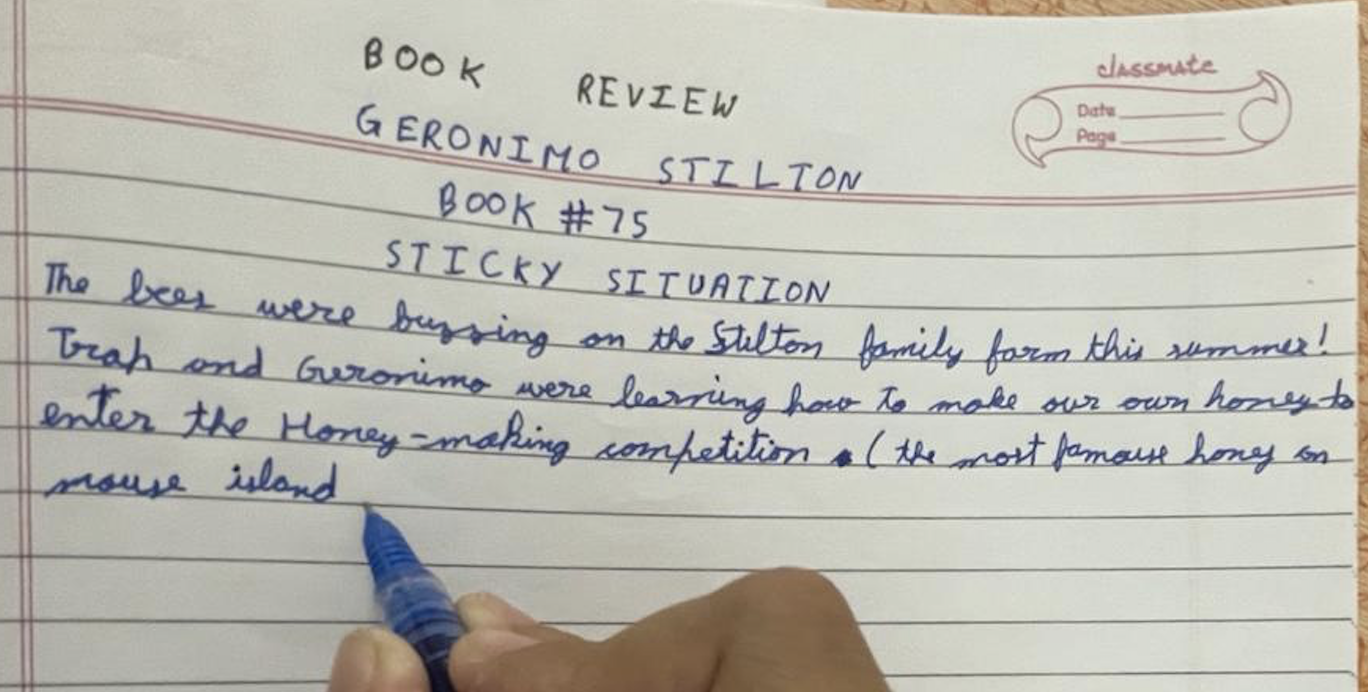 BOOK REVIEW
classmate
Date
Page
GERONIMO STILTON
BOOK #75
STICKY SITUATION
The bees were buzzing on the Stilton family farm this summer!
Trap and Geronimo were learning how to make our own honey to
enter the Honey-making competition (the most famouse honey on
mouse island